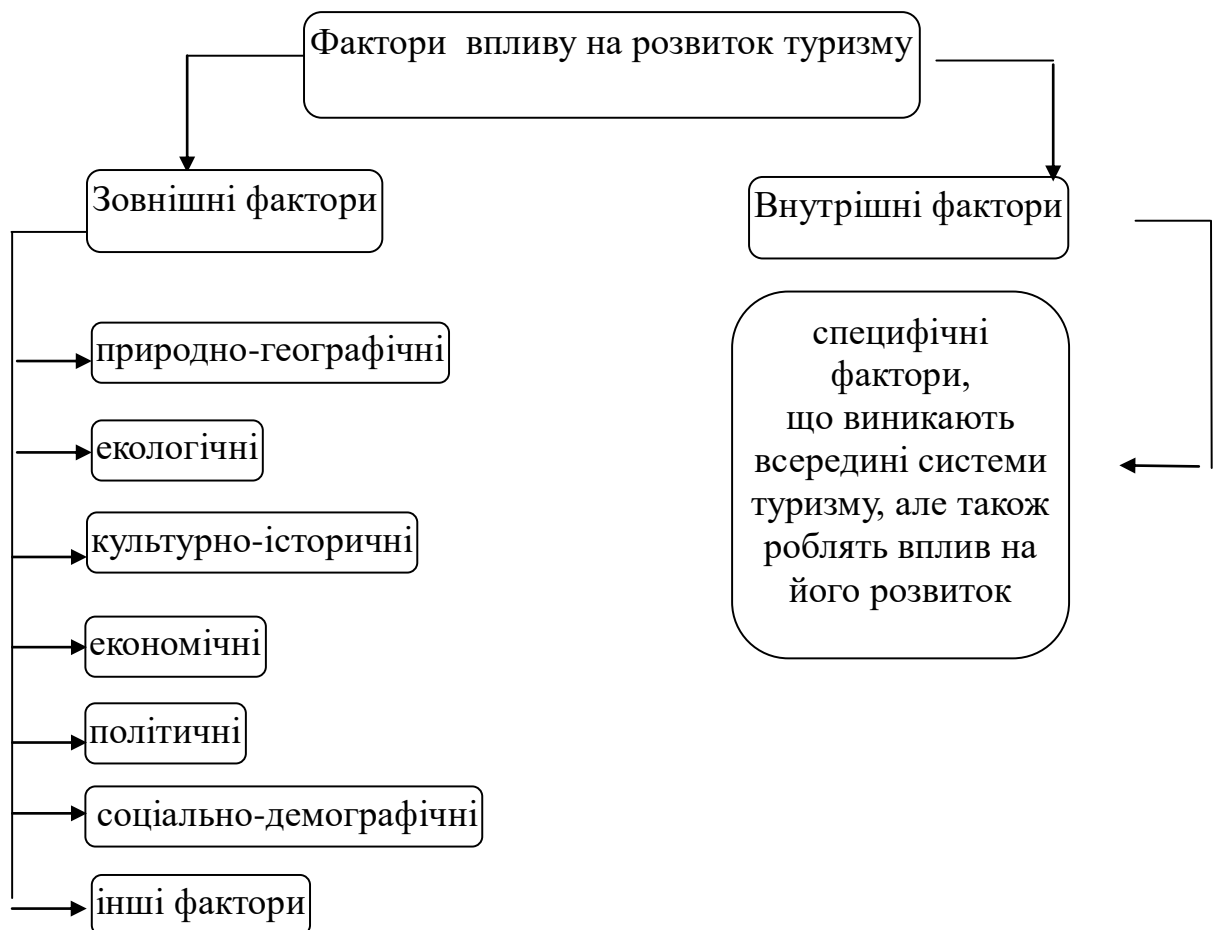 Фактори впливу на розвиток туризму
Зовнішні фактори
Внутрішні фактори
природно-географічні
екологічні
культурно-історичні
економічні
політичні
соціально-демографічні
інші фактори
специфічні
фактори,
що виникають
всередині системи
туризму, але також
роблять вплив на
його розвиток